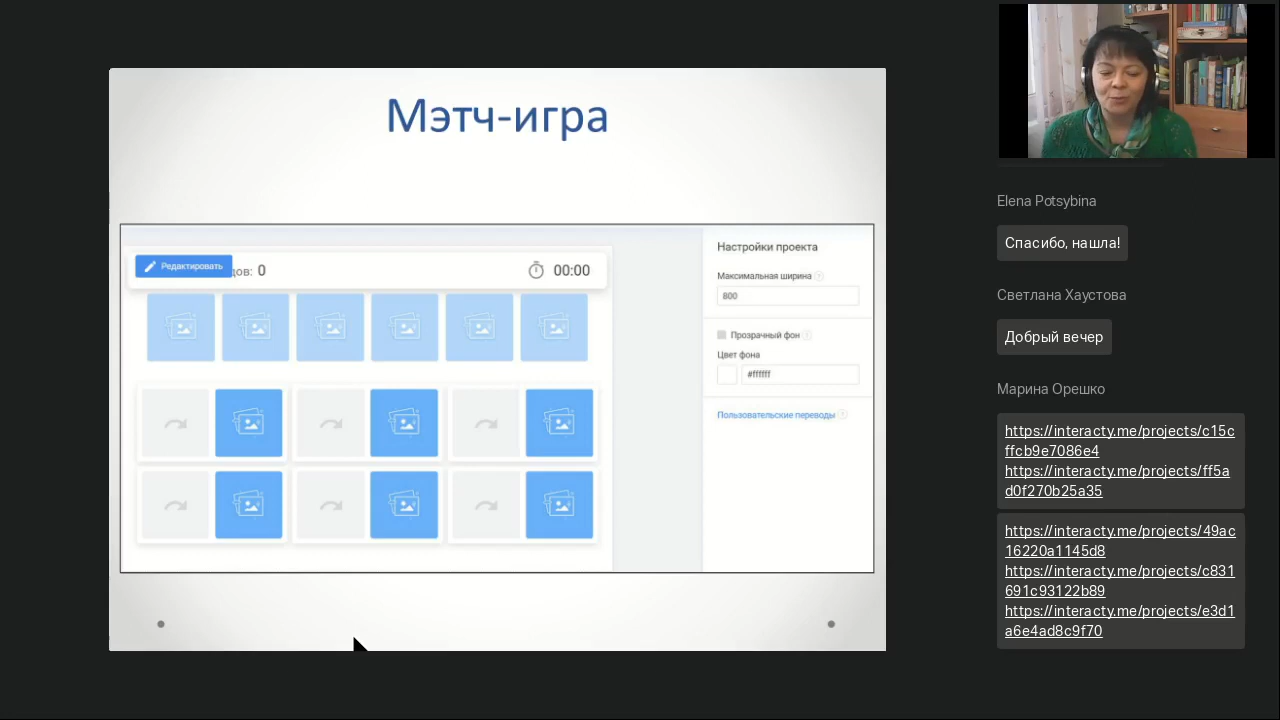 Мэтч-игра
Редактировать
дов: 0
00:00
Настройки проекта
Максимальная ширина
800
Прозрачный фон
Цвет фона
#ffffff
Пользовательские переводы
Elena Potsybina
Спасибо, нашла!
Светлана Хаустова
Добрый вечер
Марина Орешко
https://interacty.me/projects/c15c
ffcb9e7086e4
https://interacty.me/projects/ff5a
d0f270b25a35
https://interacty.me/projects/49ac
16220a1145d8
https://interacty.me/projects/c831
691c93122b89
https://interacty.me/projects/e3d1
a6e4ad8c9f70